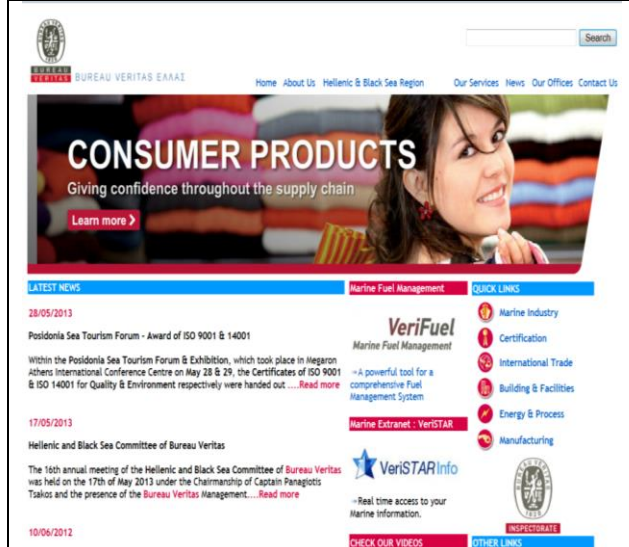 Search
BUREAU
VERITAS
BUREAU VERITAS ΕΛΛΑΣ
Home About Us Hellenic & Black Sea Region Our Services News Our Offices Contact Us
CONSUMER PRODUCTS
Giving confidence throughout the supply chain
Learn more
LATEST NEWS
28/05/2013
Posidonia Sea Tourism Forum - Award of ISO 9001 & 14001
Within the Posidonia Sea Tourism Forum & Exhibition, which took place in Megaron
Athens International Conference Centre on May 28 & 29, the Certificates of ISO 9001
& ISO 14001 for Quality & Environment respectively were handed out ....Read more
17/05/2013
Hellenic and Black Sea Committee of Bureau Veritas
The 16th annual meeting of the Hellenic and Black Sea Committee of Bureau Veritas
was held on the 17th of May 2013 under the Chairmanship of Captain Panagiotis
Tsakos and the presence of the Bureau Veritas Management....Read more
10/06/2012
Marine Fuel Management
VeriFuel
Marine Fuel Management
→A powerful tool for a
comprehensive Fuel
Management System
Marine Extranet : VeriSTAR
VeriSTAR Info
→Real time access to your
Marine information.
CHECK OUR VIDEOS
QUICK LINKS
Marine Industry
Certification
International Trade
Building & Facilities
Energy & Process
Manufacturing
INSPECTORATE
OTHER LINKS